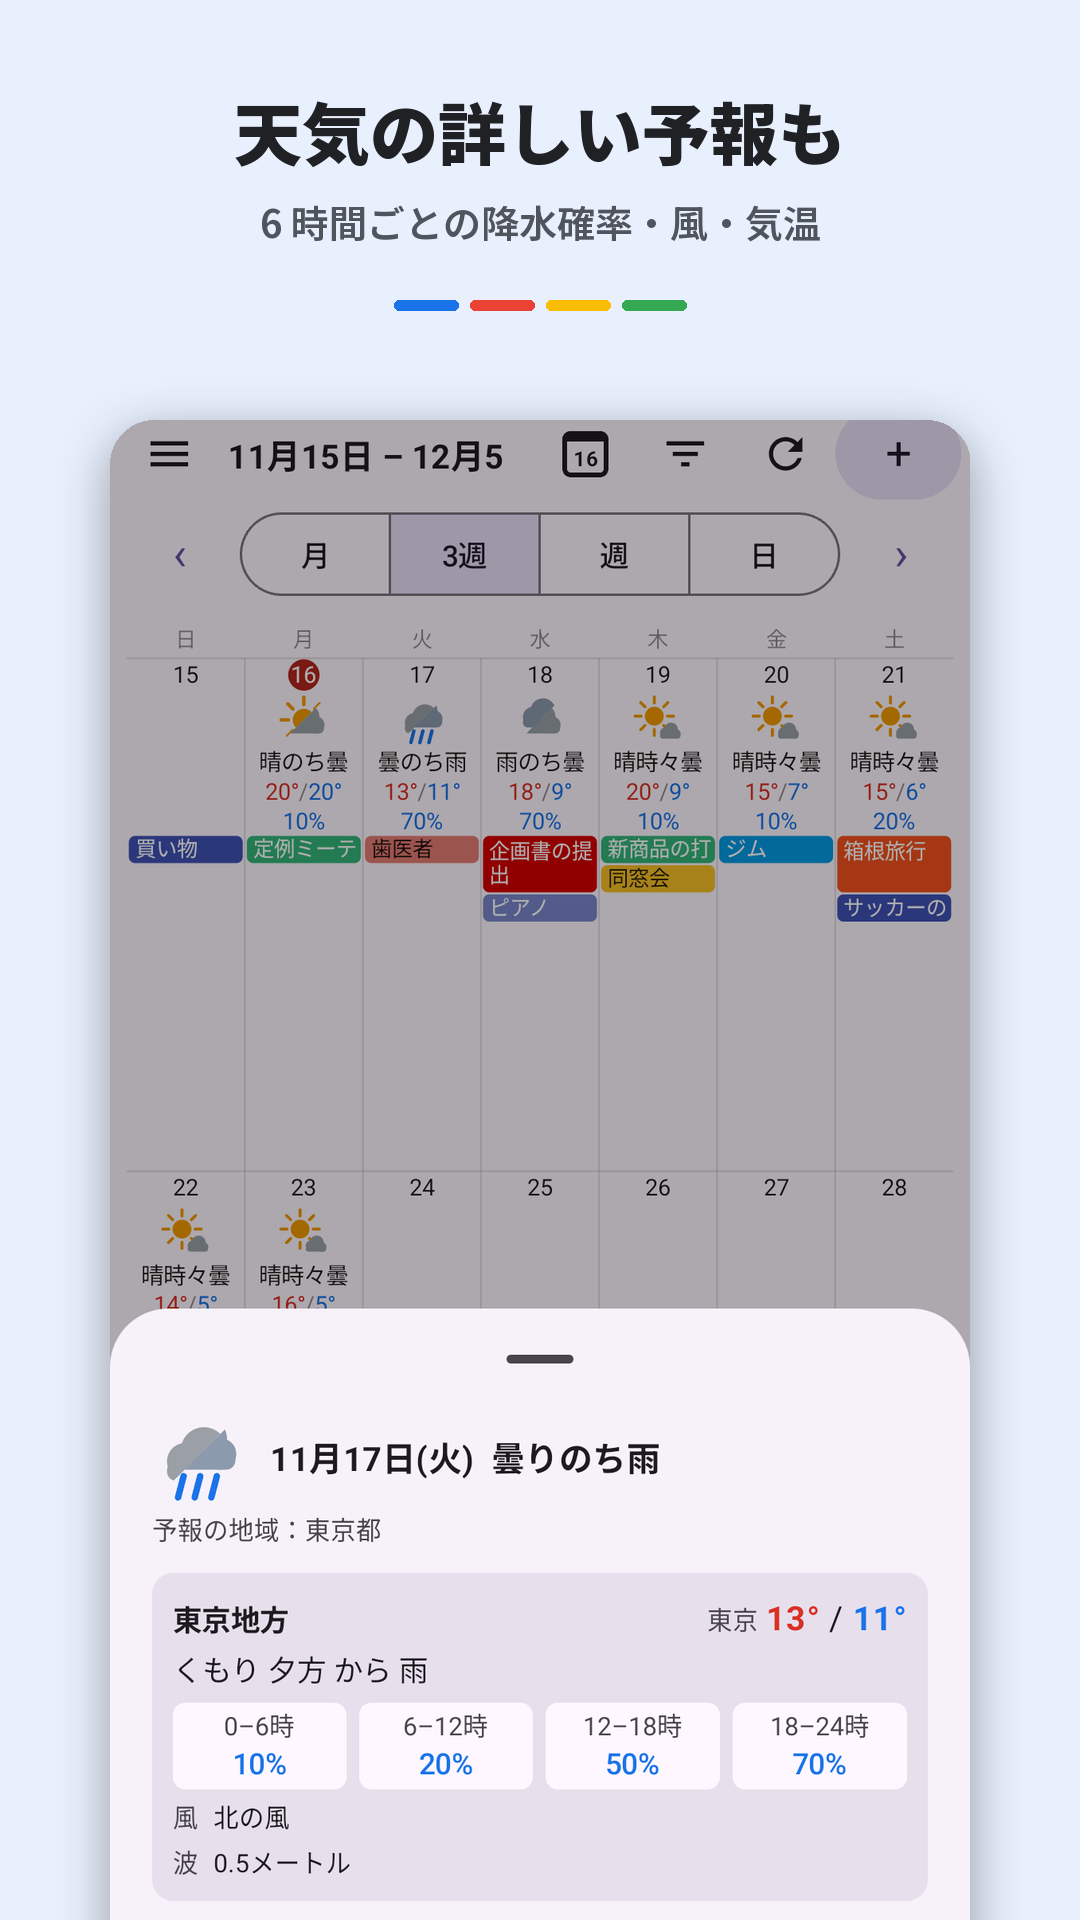 天気の詳しい予報も
6 時間ごとの降水確率・風・気温
11月15日 – 12月5
16
+
‹ 月 3週 週 日 ›
日 月 火 水 木 金 土
15 16 17 18 19 20 21
晴のち曇 曇のち雨 雨のち曇 晴時々曇 晴時々曇 晴時々曇
20°/20° 13°/11° 18°/9° 20°/9° 15°/7° 15°/6°
10% 70% 70% 10% 10% 20%
買い物 定例ミーテ 歯医者 企画書の提出 新商品の打 ジム 箱根旅行
同窓会
ピアノ サッカーの
22 23 24 25 26 27 28
晴時々曇 晴時々曇
14°/5° 16°/5°
11月17日(火) 曇りのち雨
予報の地域：東京都
東京地方 東京 13° / 11°
くもり 夕方 から 雨
0–6時 6–12時 12–18時 18–24時
10% 20% 50% 70%
風 北の風
波 0.5メートル